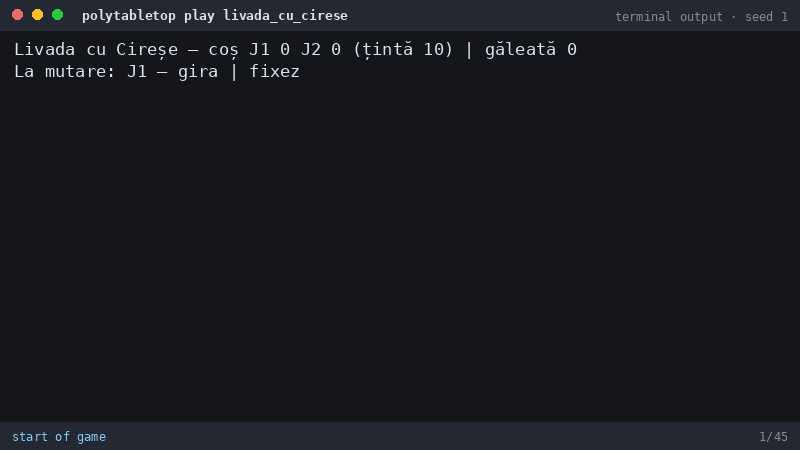 polytabletop play livada_cu_cirese
terminal output · seed 1
Livada cu Cireșe — coș J1 0 J2 0 (țintă 10) | găleată 0
La mutare: J1 — gira | fixez
start of game
1/45